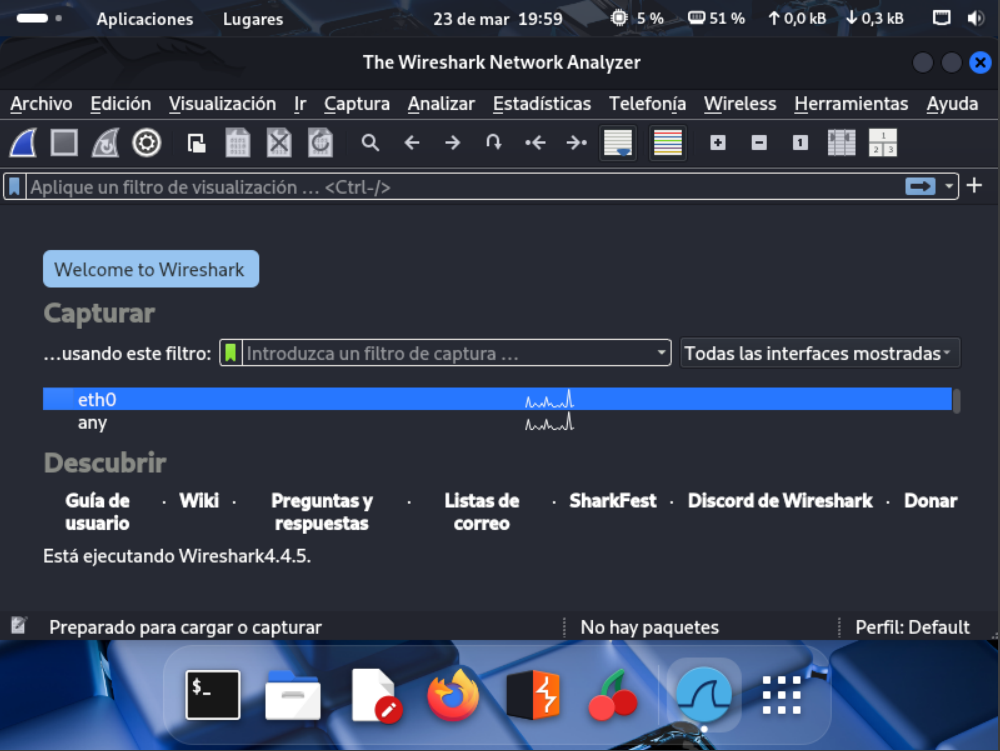 Aplicaciones Lugares 23 de mar 19:59 5 % 51 % 0,0 kB 0,3 kB
The Wireshark Network Analyzer
Archivo Edición Visualización Ir Captura Analizar Estadísticas Telefonía Wireless Herramientas Ayuda
Aplique un filtro de visualización … <Ctrl-/>
Welcome to Wireshark
Capturar
…usando este filtro: Introduzca un filtro de captura … Todas las interfaces mostradas
eth0
any
Descubrir
Guía de usuario · Wiki · Preguntas y respuestas · Listas de correo · SharkFest · Discord de Wireshark · Donar
Está ejecutando Wireshark4.4.5.
Preparado para cargar o capturar No hay paquetes Perfil: Default
$_